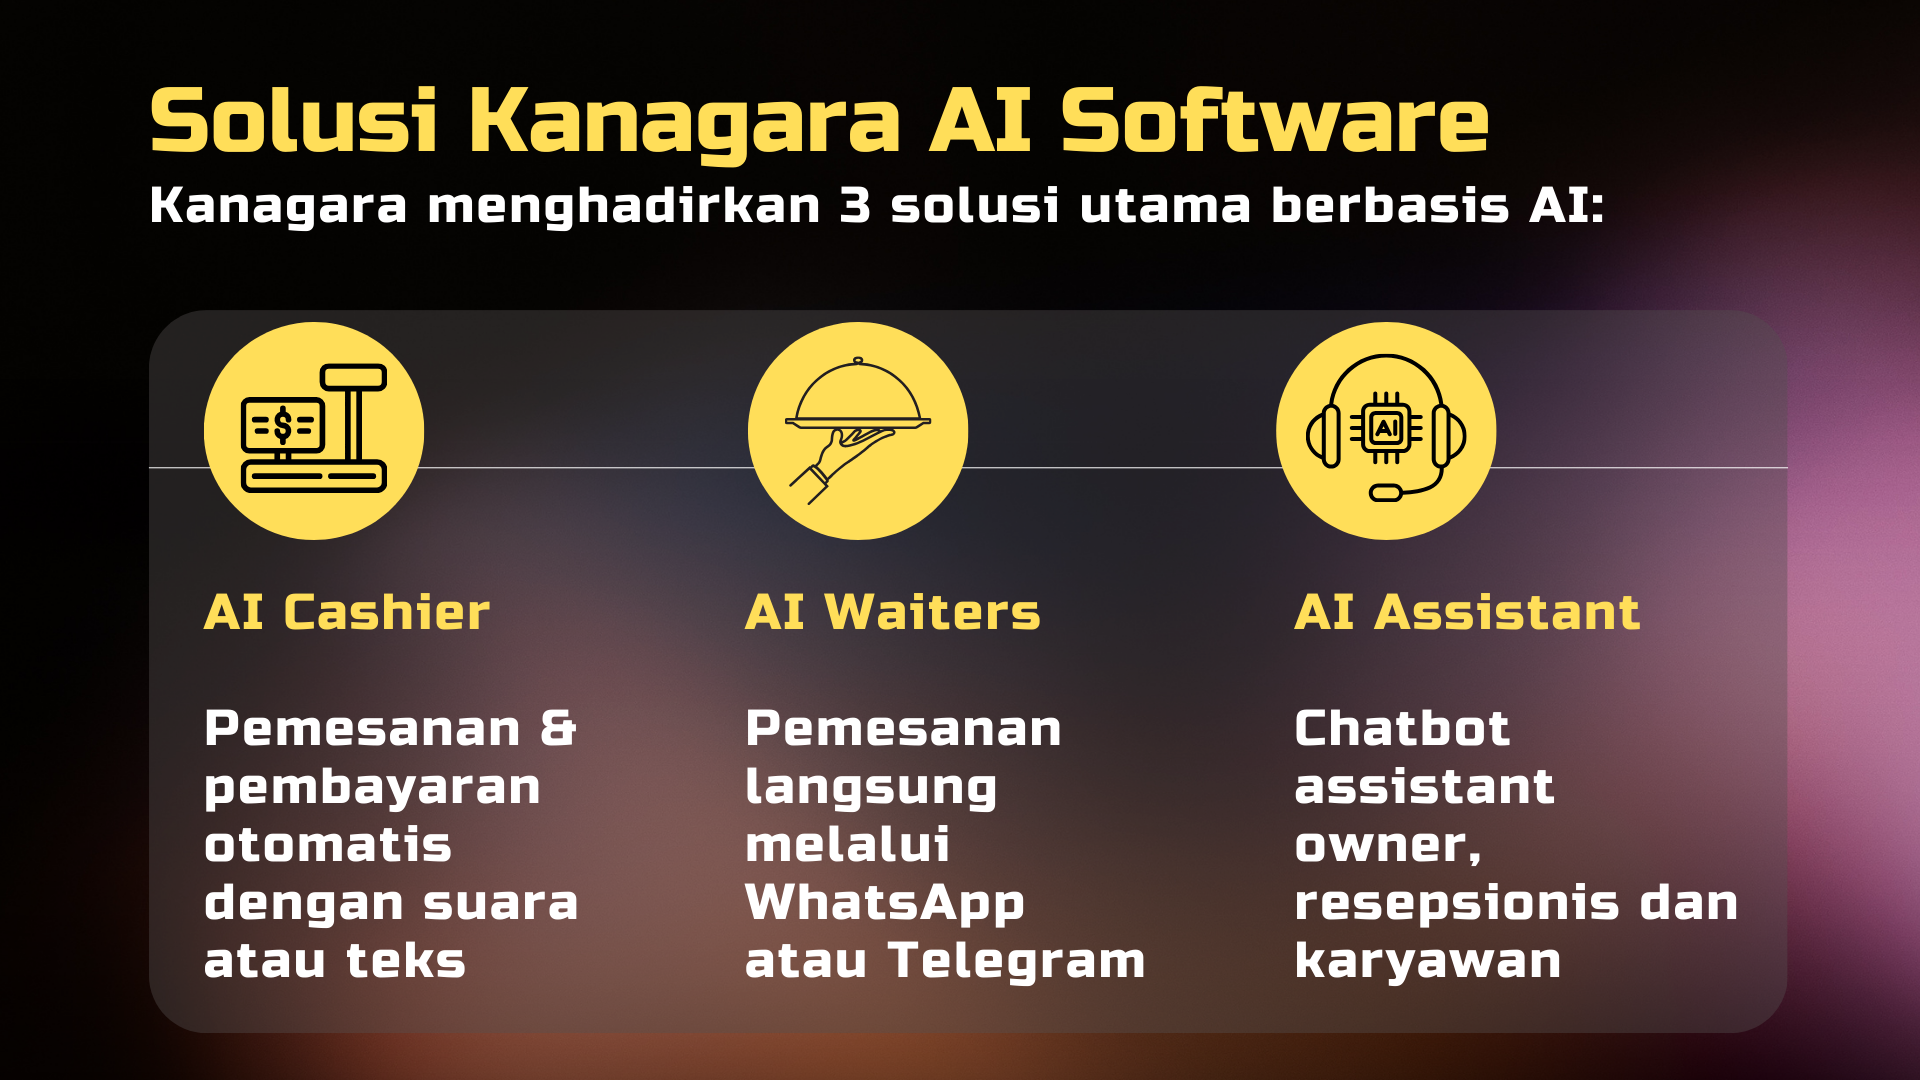 Solusi Kanagara AI Software
Kanagara menghadirkan 3 solusi utama berbasis AI:
$
AI
AI Cashier
Pemesanan &
pembayaran
otomatis
dengan suara
atau teks
AI Waiters
Pemesanan
langsung
melalui
WhatsApp
atau Telegram
AI Assistant
Chatbot
assistant
owner,
resepsionis dan
karyawan